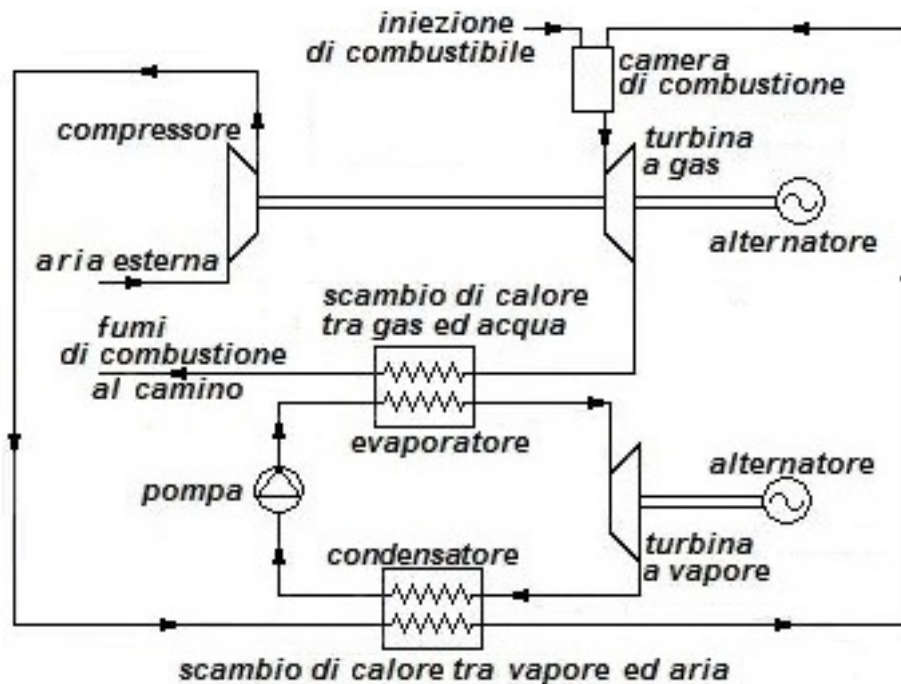 iniezione
di combustibile
camera
di combustione
compressore
turbina
a gas
alternatore
aria esterna
scambio di calore
tra gas ed acqua
fumi
di combustione
al camino
evaporatore
alternatore
pompa
condensatore
turbina
a vapore
scambio di calore tra vapore ed aria